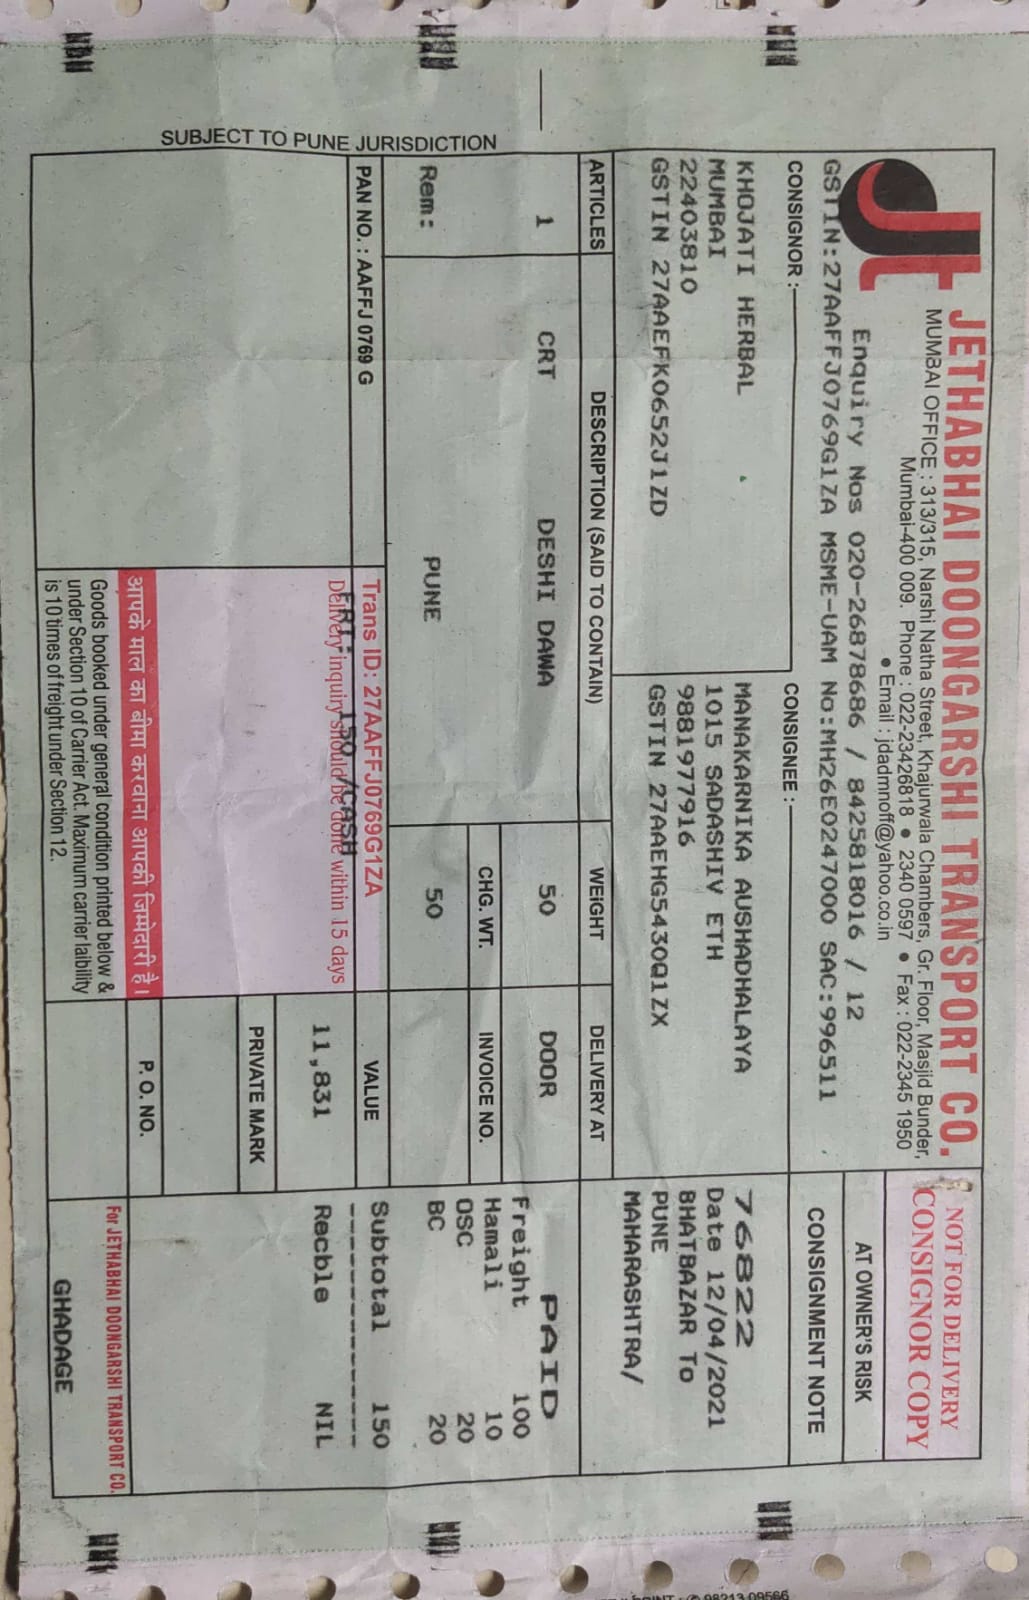 SUBJECT TO PUNE JURISDICTION
JETHABHAI DOONGARSHI TRANSPORT CO.
MUMBAI OFFICE : 313/315, Narshi Natha Street, Khajurwala Chambers, Gr. Floor, Masjid Bunder,
Mumbai-400 009. Phone : 022-23426818 • 2340 0597 • Fax : 022-2345 1950
• Email : jdadmnoff@yahoo.co.in
Enquiry Nos 020-26878686 / 8425818016 / 12
GSTIN:27AAFFJ0769G1ZA MSME-UAM No:MH26E0247000 SAC:996511
NOT FOR DELIVERY
CONSIGNOR COPY
AT OWNER'S RISK
CONSIGNMENT NOTE
CONSIGNOR :
KHOJATI HERBAL
MUMBAI
22403810
GSTIN 27AAEFK0652J1ZD
CONSIGNEE :
MANAKARNIKA AUSHADHALAYA
1015 SADASHIV ETH
9881977916
GSTIN 27AAEHG5430Q1ZX
76822
Date 12/04/2021
BHATBAZAR To
PUNE
MAHARASHTRA/
ARTICLES DESCRIPTION (SAID TO CONTAIN) WEiGHT DELIVERY AT
1 CRT DESHI DAWA 50 DOOR
CHG. WT. INVOICE NO.
Rem: PUNE 50
PAID
Freight 100
Hamali 10
OSC 20
BC 20
Subtotal 150
---------------
Recble NIL
PAN NO. : AAFFJ 0769 G
Trans ID: 27AAFFJ0769G1ZA
FRT: 150 /CASH
Delivery inquiry should be done within 15 days
VALUE
11,831
PRIVATE MARK
P. O. NO.
आपके माल का बीमा करवाना आपकी जिम्मेदारी है।
Goods booked under general condition printed below &
under Section 10 of Carrier Act. Maximum carrier laibility
is 10 times of freight under Section 12.
For JETHABHAI DOONGARSHI TRANSPORT CO.
GHADAGE